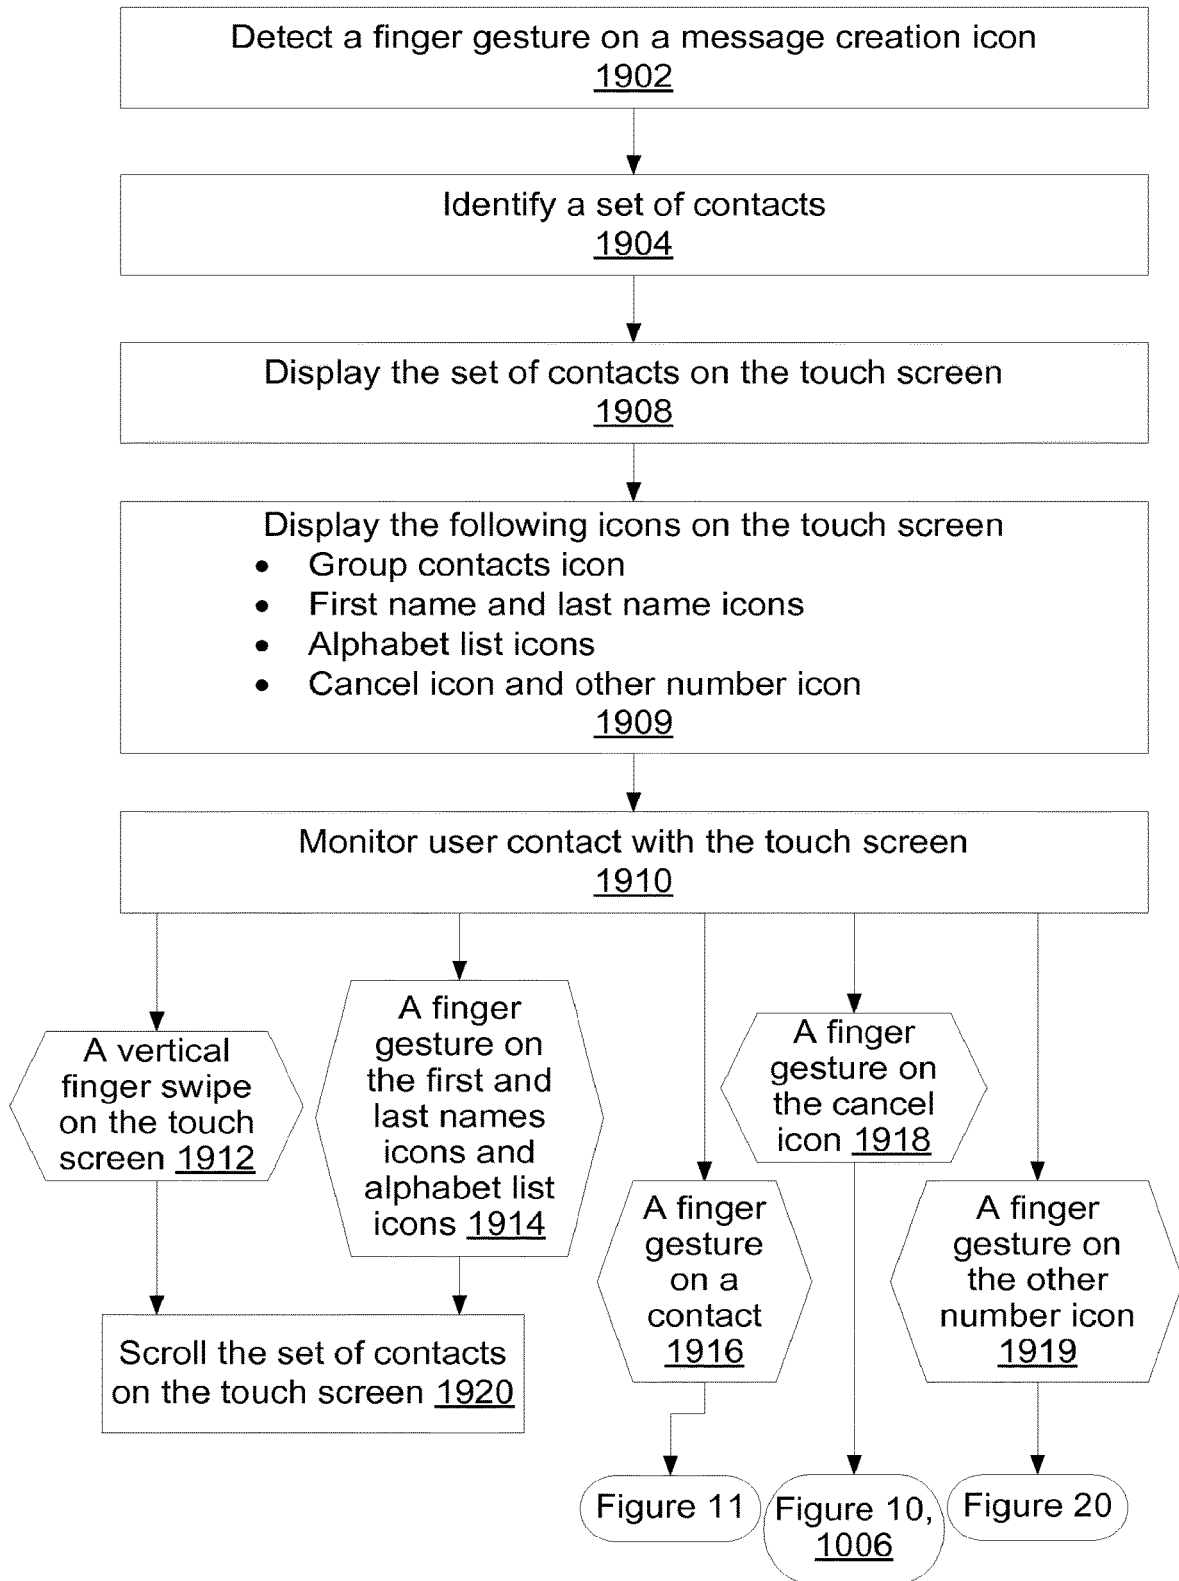 Detect a finger gesture on a message creation icon
1902
Identify a set of contacts
1904
Display the set of contacts on the touch screen
1908
Display the following icons on the touch screen
• Group contacts icon
• First name and last name icons
• Alphabet list icons
• Cancel icon and other number icon
1909
Monitor user contact with the touch screen
1910
A vertical
finger swipe
on the touch
screen 1912
A finger
gesture on
the first and
last names
icons and
alphabet list
icons 1914
A finger
gesture
on a
contact
1916
A finger
gesture on
the cancel
icon 1918
A finger
gesture on
the other
number icon
1919
Scroll the set of contacts
on the touch screen 1920
Figure 11
Figure 10,
1006
Figure 20